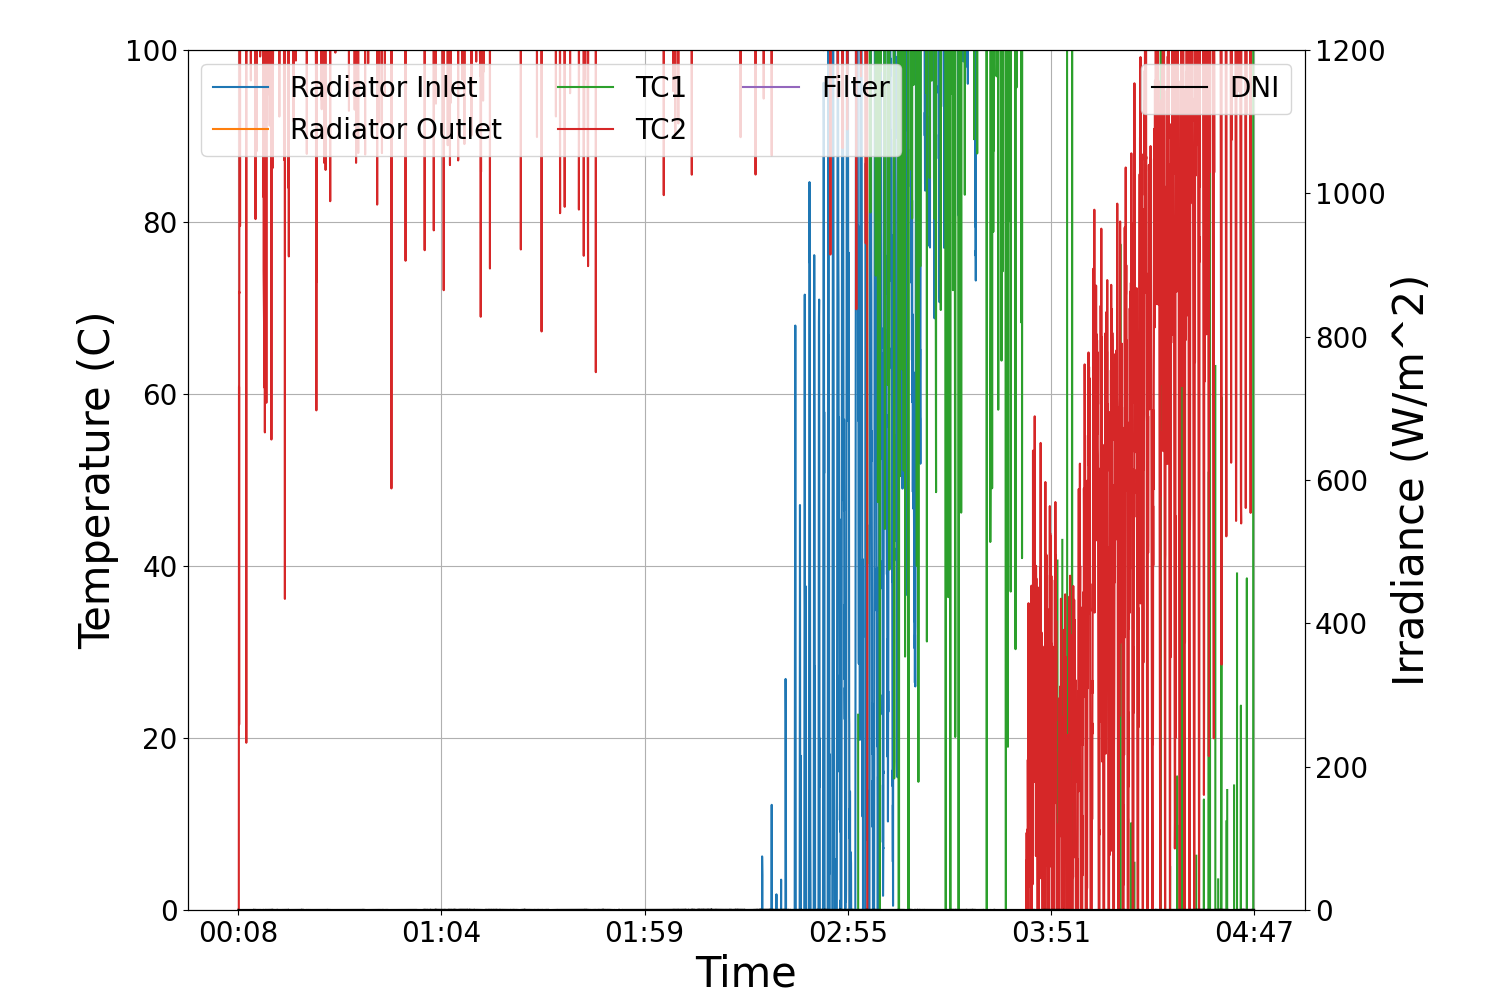 100
80
60
40
20
0
Temperature (C)
Radiator Inlet
Radiator Outlet
TC1
TC2
Filter
DNI
1200
1000
800
600
400
200
0
Irradiance (W/m^2)
00:08
01:04
01:59
02:55
03:51
04:47
Time